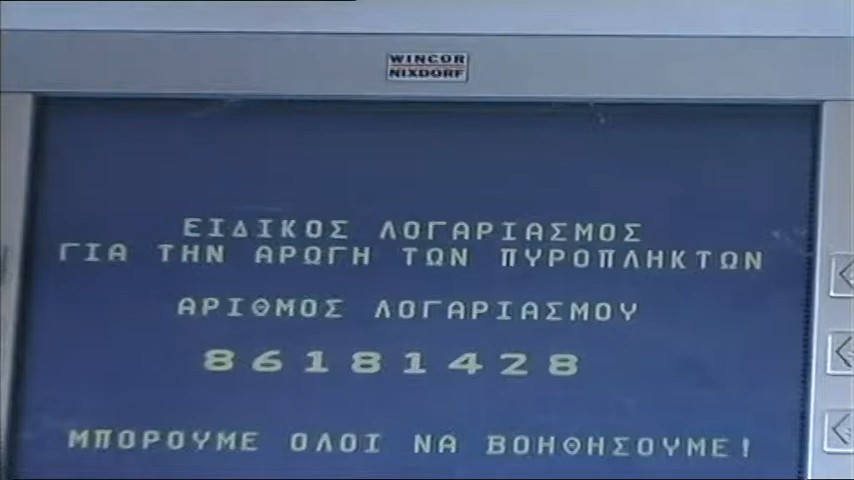 WINCOR
NIXDORF
ΕΙΔΙΚΟΣ ΛΟΓΑΡΙΑΣΜΟΣ
ΓΙΑ ΤΗΝ ΑΡΩΓΗ ΤΩΝ ΠΥΡΟΠΛΗΚΤΩΝ
ΑΡΙΘΜΟΣ ΛΟΓΑΡΙΑΣΜΟΥ
86181428
ΜΠΟΡΟΥΜΕ ΟΛΟΙ ΝΑ ΒΟΗΘΗΣΟΥΜΕ!